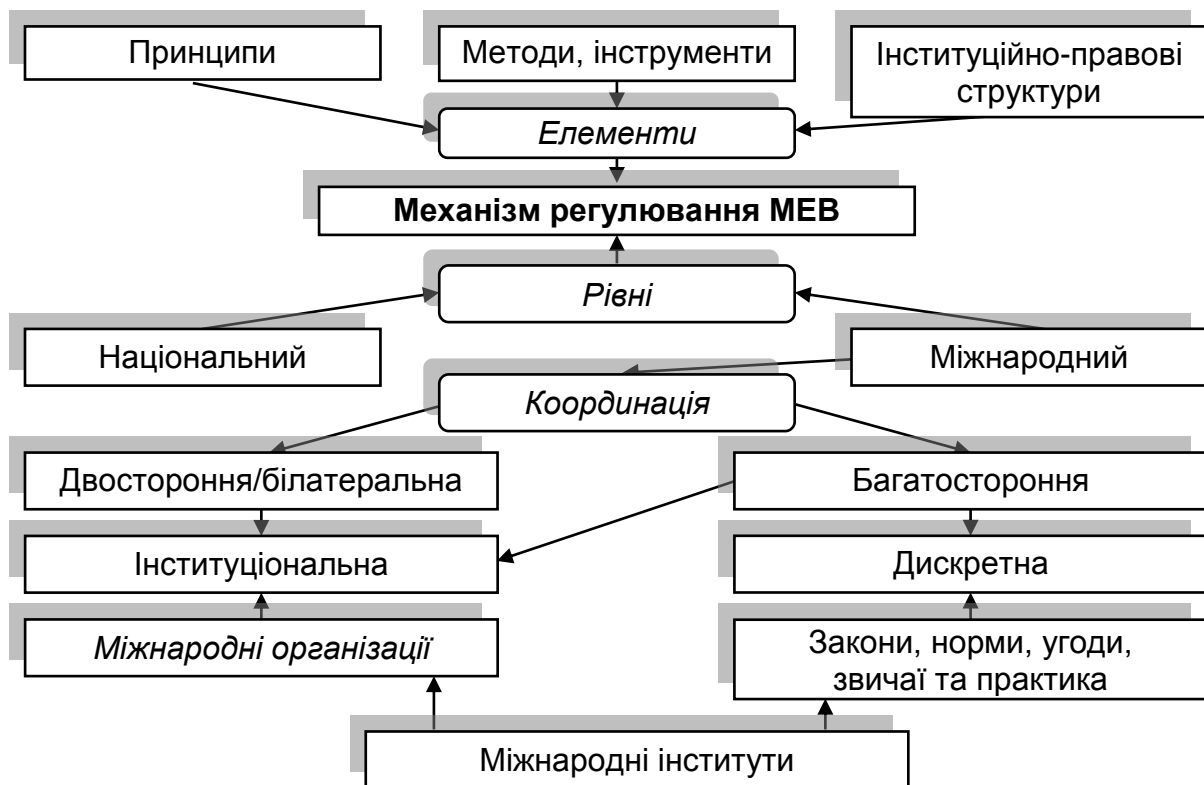 Принципи
Методи, інструменти
Інституційно-правові
структури
Елементи
Механізм регулювання МЕВ
Рівні
Національний
Міжнародний
Координація
Двостороння/білатеральна
Багатостороння
Інституціональна
Дискретна
Міжнародні організації
Закони, норми, угоди,
звичаї та практика
Міжнародні інститути